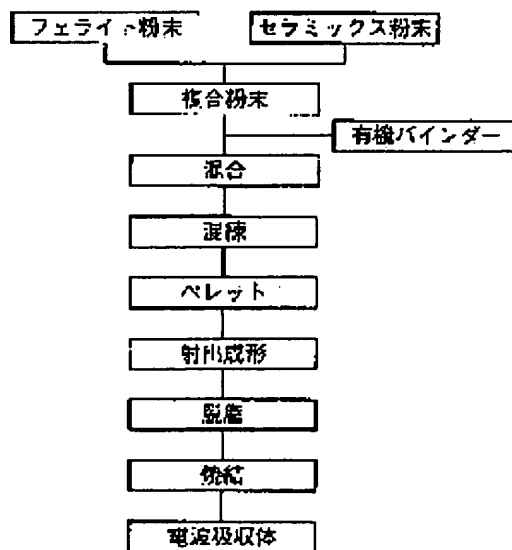 フェライト粉末
セラミックス粉末
複合粉末
有機バインダー
混合
混練
ペレット
射出成形
脱脂
焼結
電波吸収体